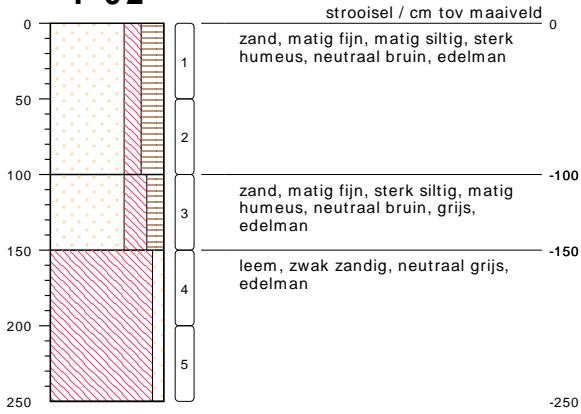 strooisel / cm tov maaiveld
0
0
zand, matig fijn, matig siltig, sterk
humeus, neutraal bruin, edelman
1
50
2
100
-100
zand, matig fijn, sterk siltig, matig
humeus, neutraal bruin, grijs,
edelman
3
150
-150
leem, zwak zandig, neutraal grijs,
edelman
4
200
5
250
-250